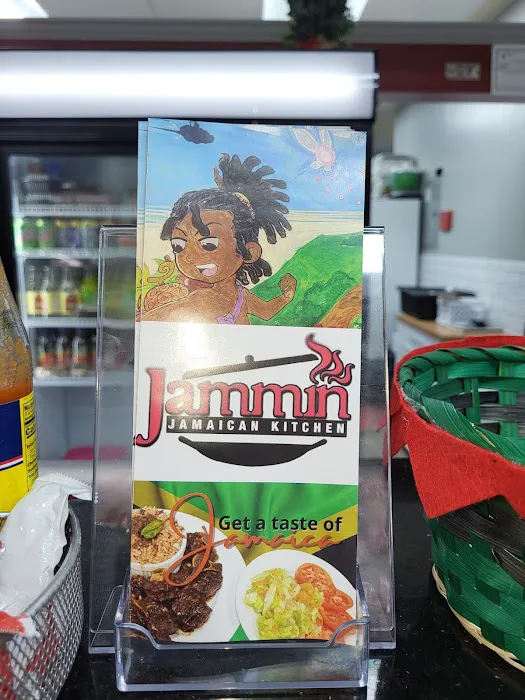 Jammin
JAMAICAN KITCHEN
Get a taste of
Jamaica